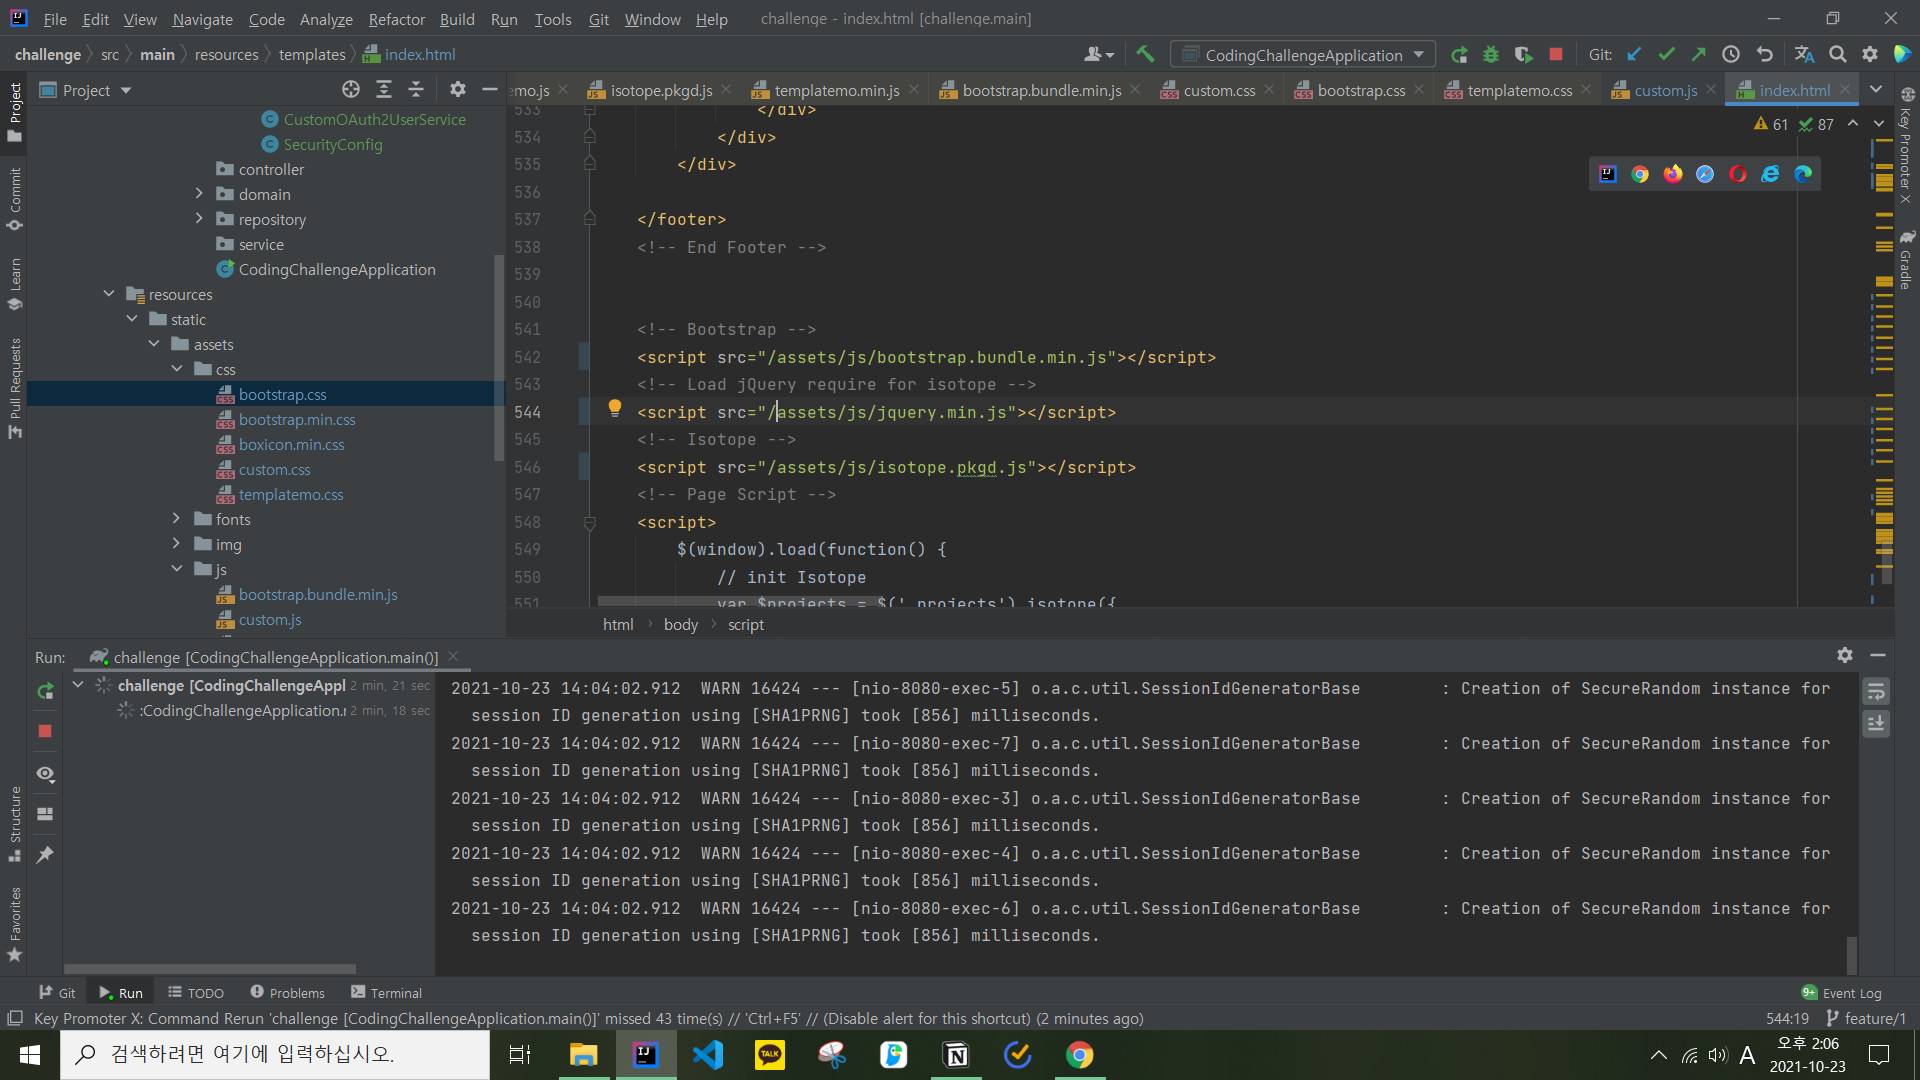 File Edit View Navigate Code Analyze Refactor Build Run Tools Git Window Help challenge - index.html [challenge.main]
challenge src main resources templates index.html CodingChallengeApplication Git:
Project
emo.js isotope.pkgd.js templatemo.min.js bootstrap.bundle.min.js custom.css bootstrap.css templatemo.css custom.js index.html
Project
Commit
Learn
Pull Requests
Structure
Favorites
Key Promoter X
Gradle
CustomOAuth2UserService
SecurityConfig
controller
domain
repository
service
CodingChallengeApplication
resources
static
assets
css
bootstrap.css
bootstrap.min.css
boxicon.min.css
custom.css
templatemo.css
fonts
img
js
bootstrap.bundle.min.js
custom.js
61 87
533 </div>
534 </div>
535 </div>
536
537 </footer>
538 <!-- End Footer -->
539
540
541 <!-- Bootstrap -->
542 <script src="/assets/js/bootstrap.bundle.min.js"></script>
543 <!-- Load jQuery require for isotope -->
544 <script src="/assets/js/jquery.min.js"></script>
545 <!-- Isotope -->
546 <script src="/assets/js/isotope.pkgd.js"></script>
547 <!-- Page Script -->
548 <script>
549 $(window).load(function() {
550 // init Isotope
551 var $projects = $('.projects').isotope({
html body script
Run: challenge [CodingChallengeApplication.main()]
challenge [CodingChallengeAppl 2 min, 21 sec
:CodingChallengeApplication.r 2 min, 18 sec
2021-10-23 14:04:02.912 WARN 16424 --- [nio-8080-exec-5] o.a.c.util.SessionIdGeneratorBase : Creation of SecureRandom instance for
session ID generation using [SHA1PRNG] took [856] milliseconds.
2021-10-23 14:04:02.912 WARN 16424 --- [nio-8080-exec-7] o.a.c.util.SessionIdGeneratorBase : Creation of SecureRandom instance for
session ID generation using [SHA1PRNG] took [856] milliseconds.
2021-10-23 14:04:02.912 WARN 16424 --- [nio-8080-exec-3] o.a.c.util.SessionIdGeneratorBase : Creation of SecureRandom instance for
session ID generation using [SHA1PRNG] took [856] milliseconds.
2021-10-23 14:04:02.912 WARN 16424 --- [nio-8080-exec-4] o.a.c.util.SessionIdGeneratorBase : Creation of SecureRandom instance for
session ID generation using [SHA1PRNG] took [856] milliseconds.
2021-10-23 14:04:02.912 WARN 16424 --- [nio-8080-exec-6] o.a.c.util.SessionIdGeneratorBase : Creation of SecureRandom instance for
session ID generation using [SHA1PRNG] took [856] milliseconds.
Git Run TODO Problems Terminal 9+ Event Log
Key Promoter X: Command Rerun 'challenge [CodingChallengeApplication.main()]' missed 43 time(s) // 'Ctrl+F5' // (Disable alert for this shortcut) (2 minutes ago) 544:19 feature/1
검색하려면 여기에 입력하십시오. TALK A 오후 2:06
2021-10-23